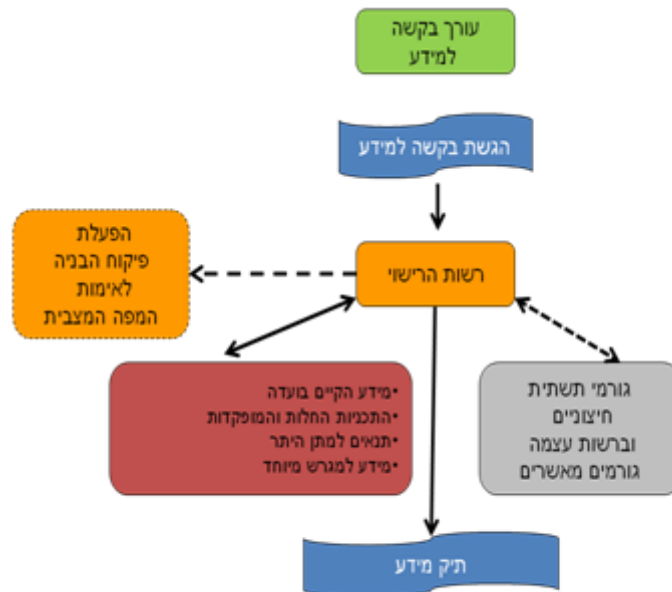 עורך בקשה
למידע
הגשת בקשה למידע
רשות הרישוי
הפעלת
פיקוח הבניה
לאימות
המפה המצבית
•מידע הקיים בועדה
•התכניות החלות והמופקדות
•תנאים למתן היתר
•מידע למגרש מיוחד
גורמי תשתית
חיצוניים
וברשות עצמה
גורמים מאשרים
תיק מידע